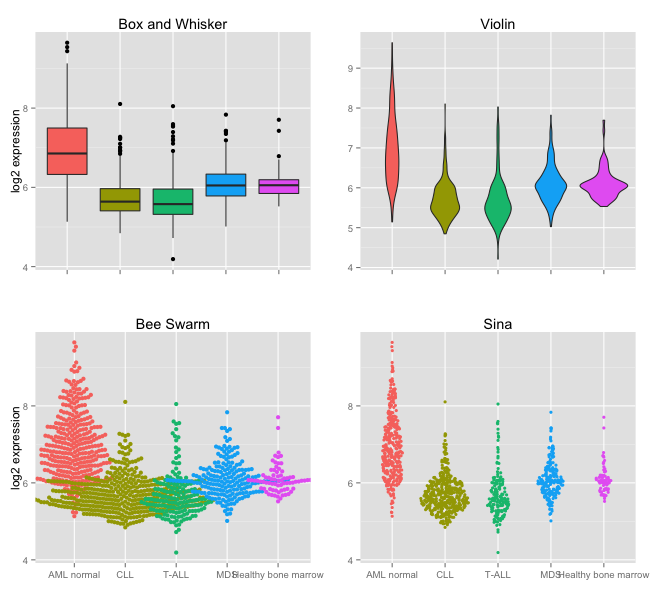 Box and Whisker
Violin
log2 expression
8
6
4
9
8
7
6
5
4
Bee Swarm
Sina
log2 expression
8
6
4
8
6
4
AML normal CLL T-ALL MDS Healthy bone marrow
AML normal CLL T-ALL MDS Healthy bone marrow